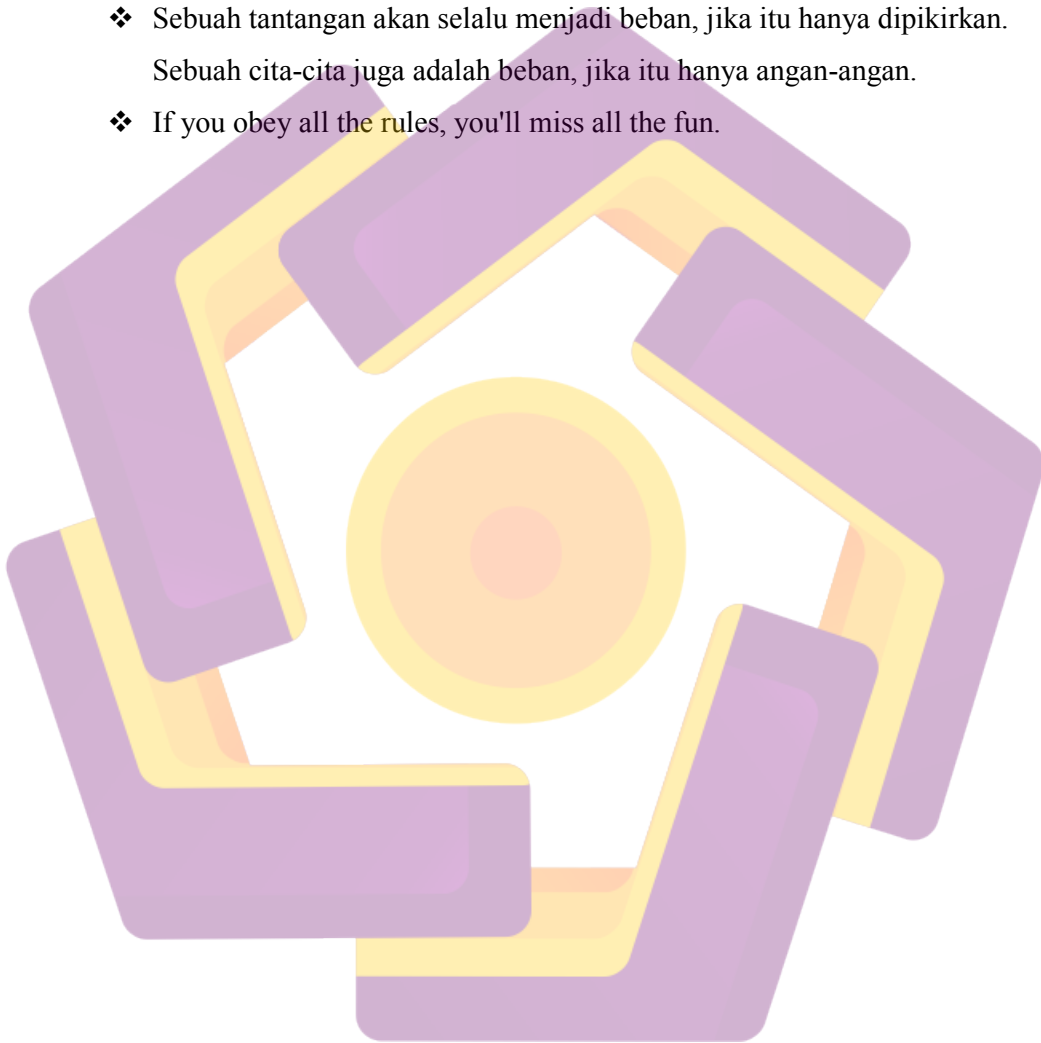 ❖ Sebuah tantangan akan selalu menjadi beban, jika itu hanya dipikirkan.
Sebuah cita-cita juga adalah beban, jika itu hanya angan-angan.
❖ If you obey all the rules, you'll miss all the fun.